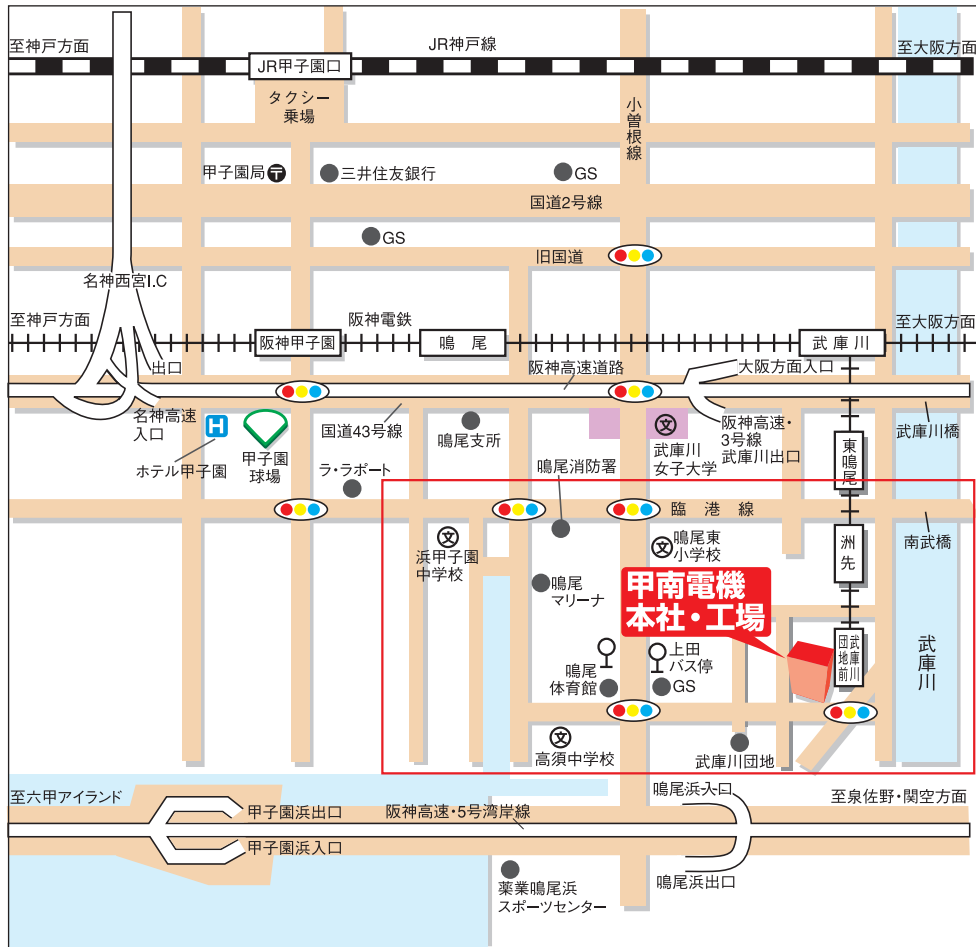 至神戸方面
JR神戸線
至大阪方面
JR甲子園口
タクシー
乗場
小曽根線
甲子園局
三井住友銀行
GS
国道2号線
GS
旧国道
名神西宮I.C
至神戸方面
阪神電鉄
至大阪方面
阪神甲子園
鳴尾
武庫川
出口
阪神高速道路
大阪方面入口
名神高速
入口
H
ホテル甲子園
甲子園
球場
国道43号線
鳴尾支所
文
武庫川
女子大学
阪神高速・
3号線
武庫川出口
武庫川橋
東鳴尾
ラ・ラポート
鳴尾消防署
臨港線
南武橋
文
浜甲子園
中学校
文
鳴尾東
小学校
洲先
鳴尾
マリーナ
甲南電機
本社・工場
武庫川
団地前
武庫川
鳴尾
体育館
上田
バス停
GS
文
高須中学校
武庫川団地
至六甲アイランド
甲子園浜出口
阪神高速・5号湾岸線
鳴尾浜入口
至泉佐野・関空方面
甲子園浜入口
鳴尾浜出口
薬業鳴尾浜
スポーツセンター